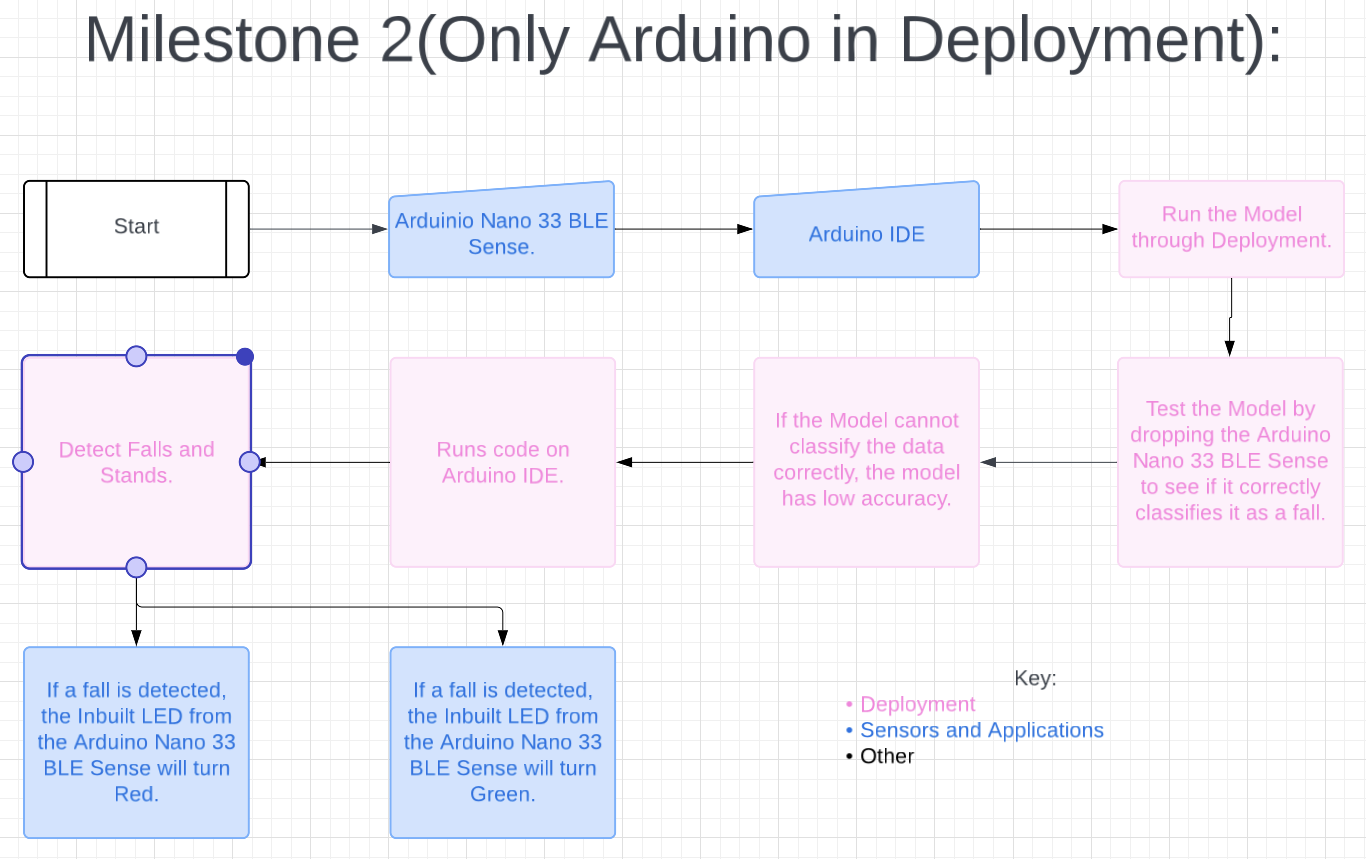 Milestone 2(Only Arduino in Deployment):
Start
Arduinio Nano 33 BLE
Sense.
Arduino IDE
Run the Model
through Deployment.
Detect Falls and
Stands.
Runs code on
Arduino IDE.
If the Model cannot
classify the data
correctly, the model
has low accuracy.
Test the Model by
dropping the Arduino
Nano 33 BLE Sense
to see if it correctly
classifies it as a fall.
If a fall is detected,
the Inbuilt LED from
the Arduino Nano 33
BLE Sense will turn
Red.
If a fall is detected,
the Inbuilt LED from
the Arduino Nano 33
BLE Sense will turn
Green.
Key:
• Deployment
• Sensors and Applications
• Other